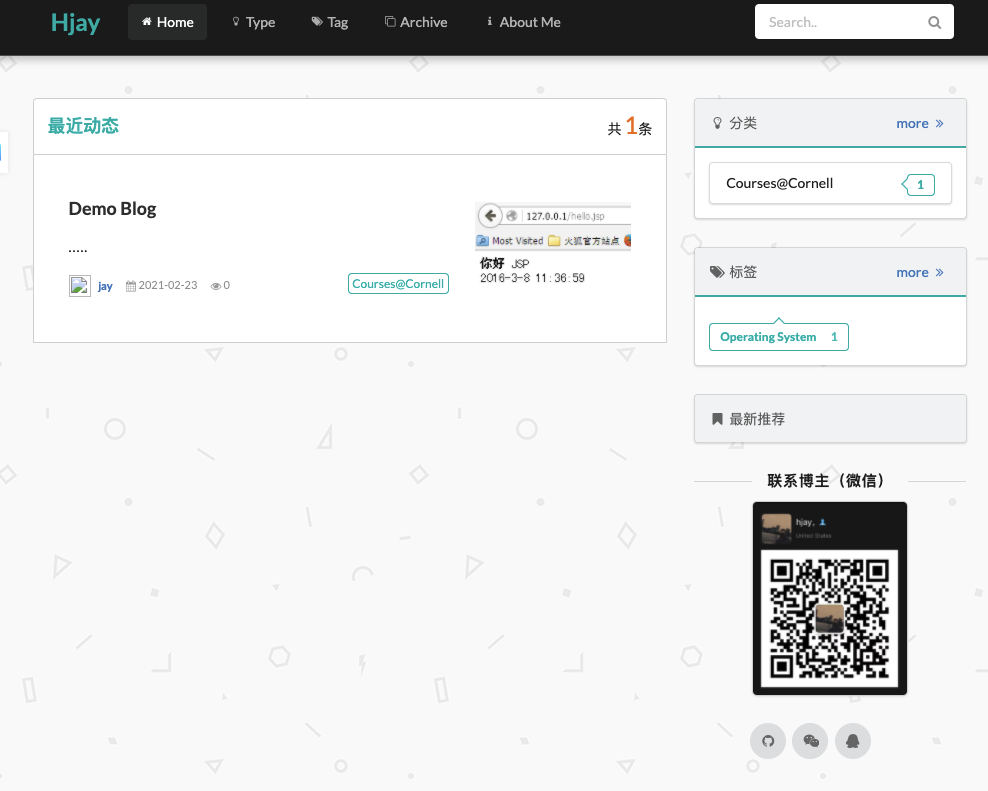 Hjay
Home
Type
Tag
Archive
About Me
Search..
最近动态
共 1条
Demo Blog
.....
jay
2021-02-23
0
Courses@Cornell
127.0.0.1/hello.jsp
Most Visited 火狐官方站点
你好 JSP
2016-3-8 11:36:59
分类
more
Courses@Cornell
1
标签
more
Operating System 1
最新推荐
联系博主（微信）
hjay,
United States